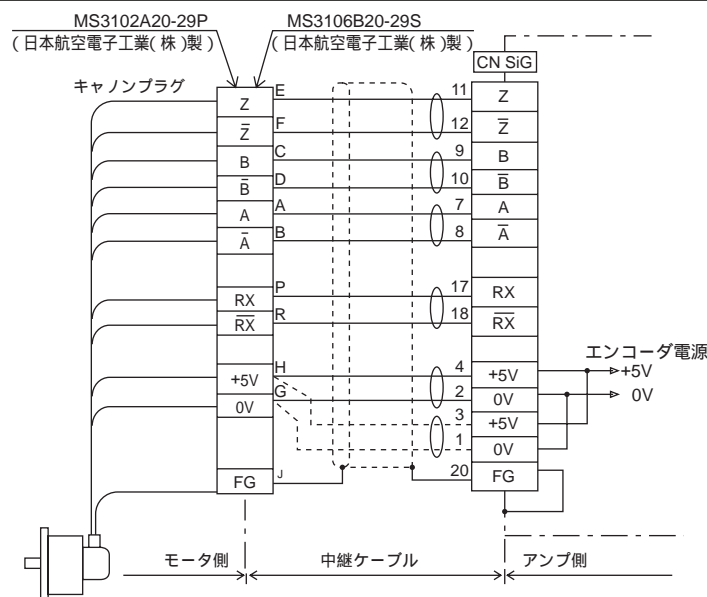 MS3102A20-29P MS3106B20-29S
(日本航空電子工業(株)製) (日本航空電子工業(株)製)
CN SiG
キャノンプラグ
Z E 11 Z
Z̅ F 12 Z̅
B C 9 B
B̅ D 10 B̅
A A 7 A
A̅ B 8 A̅
RX P 17 RX
R̅X̅ R 18 R̅X̅
エンコーダ電源
+5V H 4 +5V +5V
0V G 2 0V 0V
3 +5V
1 0V
FG J 20 FG
モータ側 中継ケーブル アンプ側